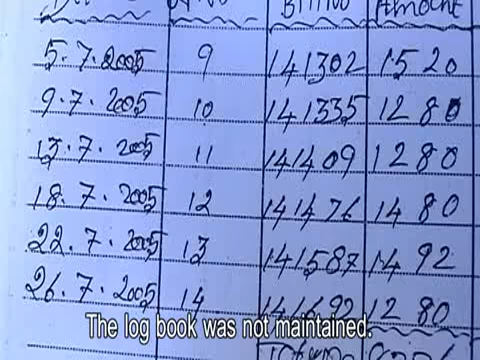 Amount
5.7.2005 9 141302 1520
9.7.2005 10 141335 1280
13.7.2005 11 141409 1280
18.7.2005 12 141476 1480
22.7.2005 13 141587 1492
26.7.2005 14 141692 1280
The log book was not maintained.